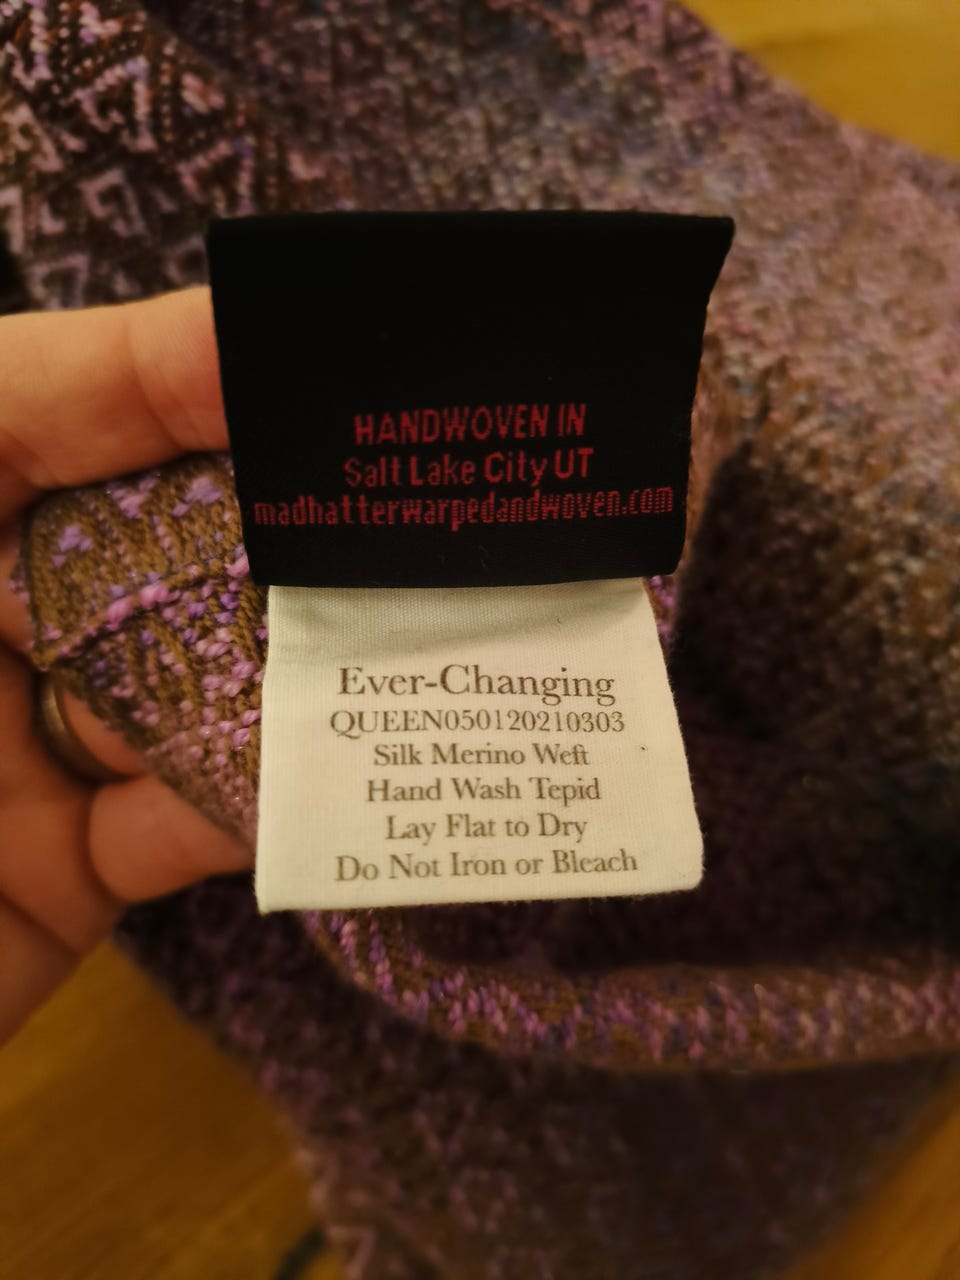 HANDWOVEN IN
Salt Lake City UT
madhatterwarpedandwoven.com
Ever-Changing
QUEEN050120210303
Silk Merino Weft
Hand Wash Tepid
Lay Flat to Dry
Do Not Iron or Bleach